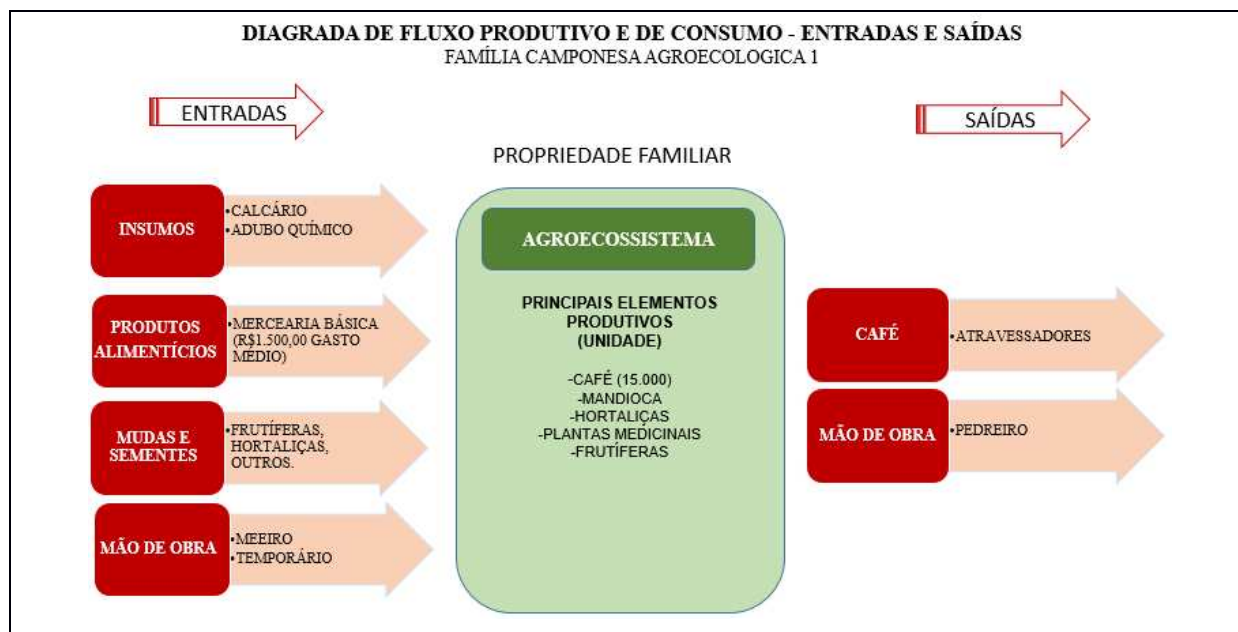 DIAGRADA DE FLUXO PRODUTIVO E DE CONSUMO - ENTRADAS E SAÍDAS
FAMÍLIA CAMPONESA AGROECOLOGICA 1
ENTRADAS
SAÍDAS
PROPRIEDADE FAMILIAR
INSUMOS
•CALCÁRIO
•ADUBO QUÍMICO
PRODUTOS
ALIMENTÍCIOS
•MERCEARIA BÁSICA
(R$1.500,00 GASTO
MÉDIO)
MUDAS E
SEMENTES
•FRUTÍFERAS,
HORTALIÇAS,
OUTROS.
MÃO DE OBRA
•MEEIRO
•TEMPORÁRIO
AGROECOSSISTEMA
PRINCIPAIS ELEMENTOS
PRODUTIVOS
(UNIDADE)
-CAFÉ (15.000)
-MANDIOCA
-HORTALIÇAS
-PLANTAS MEDICINAIS
-FRUTÍFERAS
CAFÉ
•ATRAVESSADORES
MÃO DE OBRA
•PEDREIRO